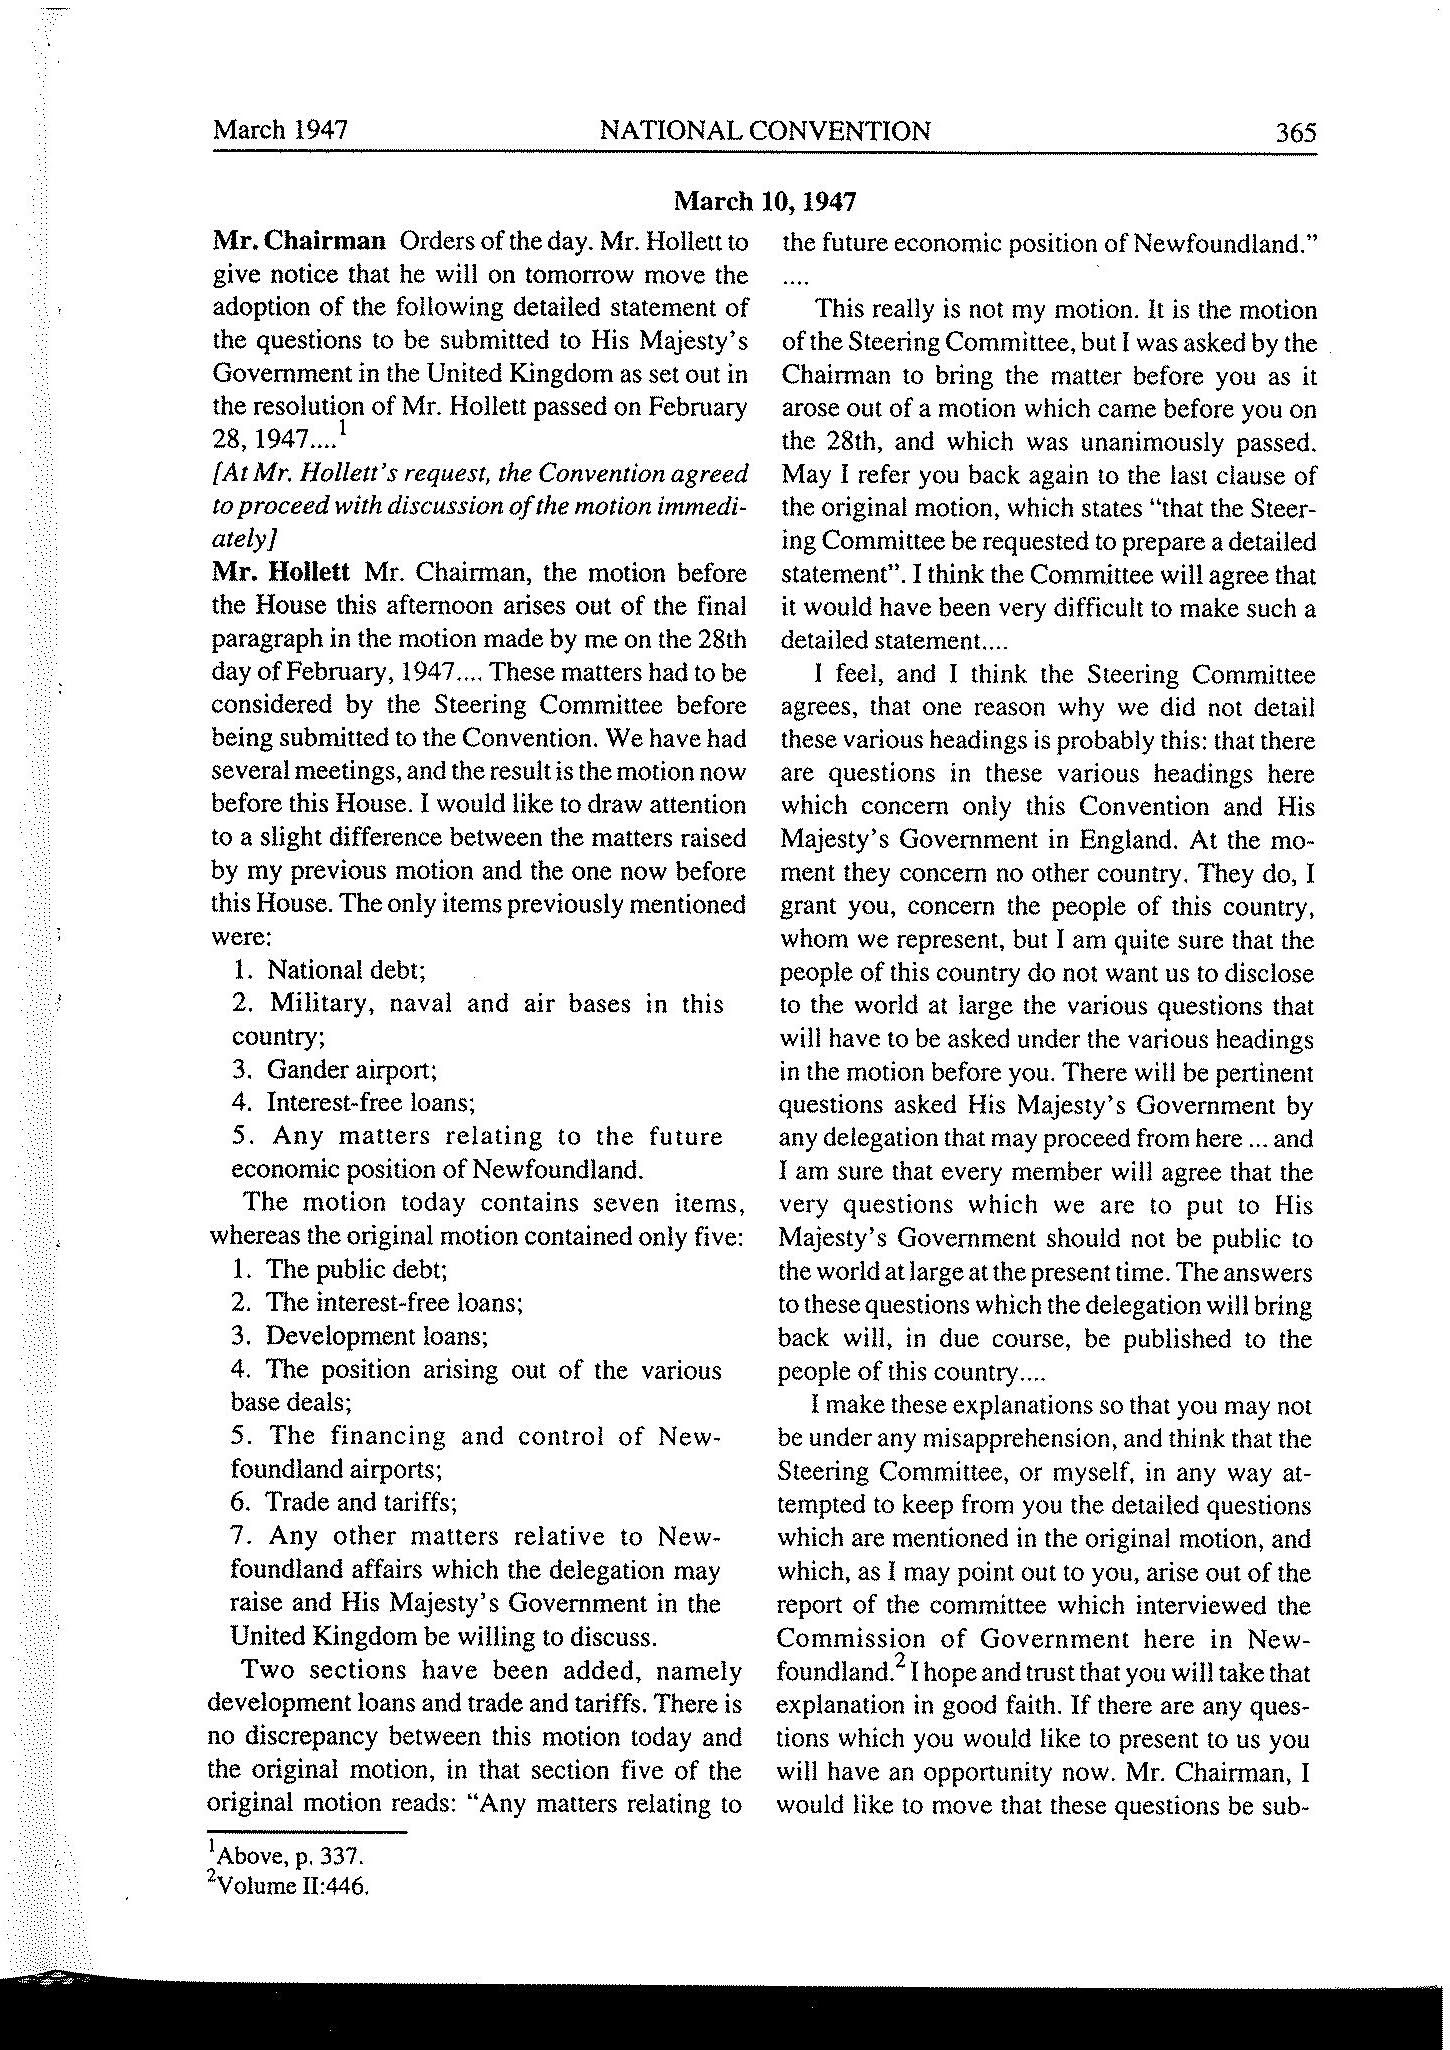 March 1947 NATIONAL CONVENTION 365
March 10, 1947
Mr. Chairman Orders of the day. Mr. Hollett to
give notice that he will on tomorrow move the
adoption of the following detailed statement of
the questions to be submitted to His Majesty's
Government in the United Kingdom as set out in
the resolution of Mr. Hollett passed on February
28, 1947....1
[At Mr. Hollett's request, the Convention agreed
to proceed with discussion of the motion immedi-
ately]
Mr. Hollett Mr. Chairman, the motion before
the House this afternoon arises out of the final
paragraph in the motion made by me on the 28th
day of February, 1947.... These matters had to be
considered by the Steering Committee before
being submitted to the Convention. We have had
several meetings, and the result is the motion now
before this House. I would like to draw attention
to a slight difference between the matters raised
by my previous motion and the one now before
this House. The only items previously mentioned
were:
1. National debt;
2. Military, naval and air bases in this
country;
3. Gander airport;
4. Interest-free loans;
5. Any matters relating to the future
economic position of Newfoundland.
The motion today contains seven items,
whereas the original motion contained only five:
1. The public debt;
2. The interest-free loans;
3. Development loans;
4. The position arising out of the various
base deals;
5. The financing and control of New-
foundland airports;
6. Trade and tariffs;
7. Any other matters relative to New-
foundland affairs which the delegation may
raise and His Majesty's Government in the
United Kingdom be willing to discuss.
Two sections have been added, namely
development loans and trade and tariffs. There is
no discrepancy between this motion today and
the original motion, in that section five of the
original motion reads: "Any matters relating to
the future economic position of Newfoundland."
....
This really is not my motion. It is the motion
of the Steering Committee, but I was asked by the
Chairman to bring the matter before you as it
arose out of a motion which came before you on
the 28th, and which was unanimously passed.
May I refer you back again to the last clause of
the original motion, which states "that the Steer-
ing Committee be requested to prepare a detailed
statement". I think the Committee will agree that
it would have been very difficult to make such a
detailed statement....
I feel, and I think the Steering Committee
agrees, that one reason why we did not detail
these various headings is probably this: that there
are questions in these various headings here
which concern only this Convention and His
Majesty's Government in England. At the mo-
ment they concern no other country. They do, I
grant you, concern the people of this country,
whom we represent, but I am quite sure that the
people of this country do not want us to disclose
to the world at large the various questions that
will have to be asked under the various headings
in the motion before you. There will be pertinent
questions asked His Majesty's Government by
any delegation that may proceed from here ... and
I am sure that every member will agree that the
very questions which we are to put to His
Majesty's Government should not be public to
the world at large at the present time. The answers
to these questions which the delegation will bring
back will, in due course, be published to the
people of this country....
I make these explanations so that you may not
be under any misapprehension, and think that the
Steering Committee, or myself, in any way at-
tempted to keep from you the detailed questions
which are mentioned in the original motion, and
which, as I may point out to you, arise out of the
report of the committee which interviewed the
Commission of Government here in New-
foundland.2 I hope and trust that you will take that
explanation in good faith. If there are any ques-
tions which you would like to present to us you
will have an opportunity now. Mr. Chairman, I
would like to move that these questions be sub-
1Above, p. 337.
2Volume II:446.